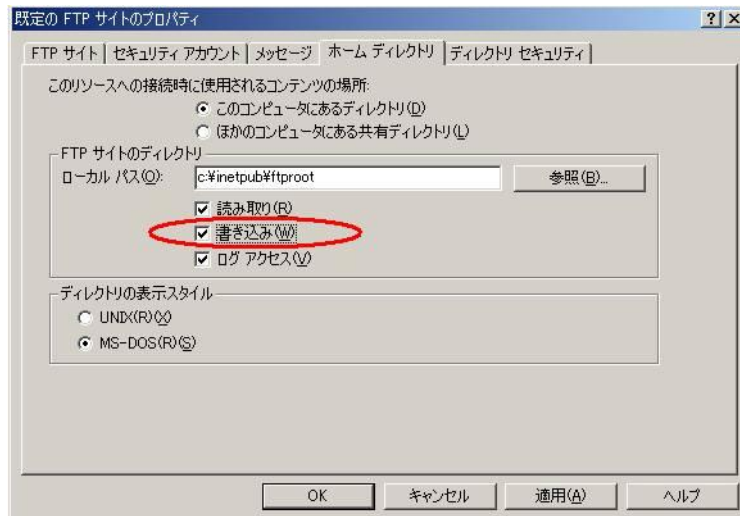 既定の FTP サイトのプロパティ
? ×
FTP サイト セキュリティ アカウント メッセージ ホーム ディレクトリ ディレクトリ セキュリティ
このリソースへの接続時に使用されるコンテンツの場所:
このコンピュータにあるディレクトリ(D)
ほかのコンピュータにある共有ディレクトリ(L)
FTP サイトのディレクトリ
ローカル パス(O): c:¥inetpub¥ftproot 参照(B)...
読み取り(R)
書き込み(W)
ログ アクセス(V)
ディレクトリの表示スタイル
UNIX(R)(X)
MS-DOS(R)(S)
OK キャンセル 適用(A) ヘルプ